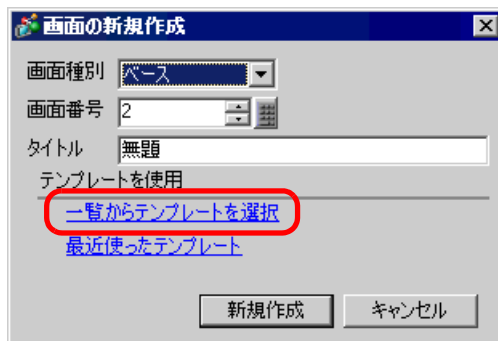 画面の新規作成
画面種別 ベース
画面番号 2
タイトル 無題
テンプレートを使用
一覧からテンプレートを選択
最近使ったテンプレート
新規作成 キャンセル